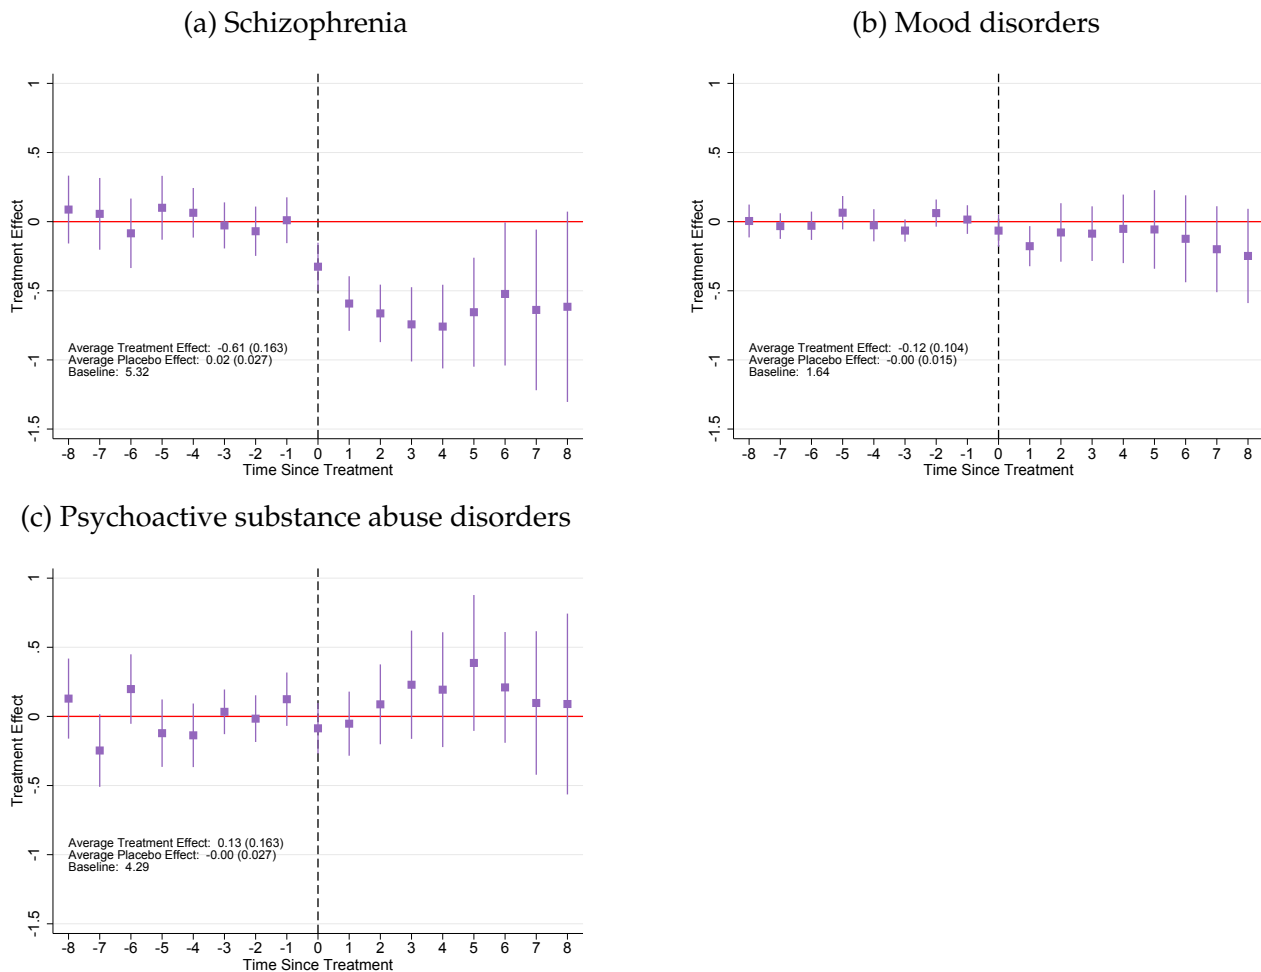 (a) Schizophrenia
1
.5
0
-.5
-1
-1.5
Treatment Effect
Average Treatment Effect: -0.61 (0.163)
Average Placebo Effect: 0.02 (0.027)
Baseline: 5.32
-8 -7 -6 -5 -4 -3 -2 -1 0 1 2 3 4 5 6 7 8
Time Since Treatment
(b) Mood disorders
1
.5
0
-.5
-1
-1.5
Treatment Effect
Average Treatment Effect: -0.12 (0.104)
Average Placebo Effect: -0.00 (0.015)
Baseline: 1.64
-8 -7 -6 -5 -4 -3 -2 -1 0 1 2 3 4 5 6 7 8
Time Since Treatment
(c) Psychoactive substance abuse disorders
1
.5
0
-.5
-1
-1.5
Treatment Effect
Average Treatment Effect: 0.13 (0.163)
Average Placebo Effect: -0.00 (0.027)
Baseline: 4.29
-8 -7 -6 -5 -4 -3 -2 -1 0 1 2 3 4 5 6 7 8
Time Since Treatment